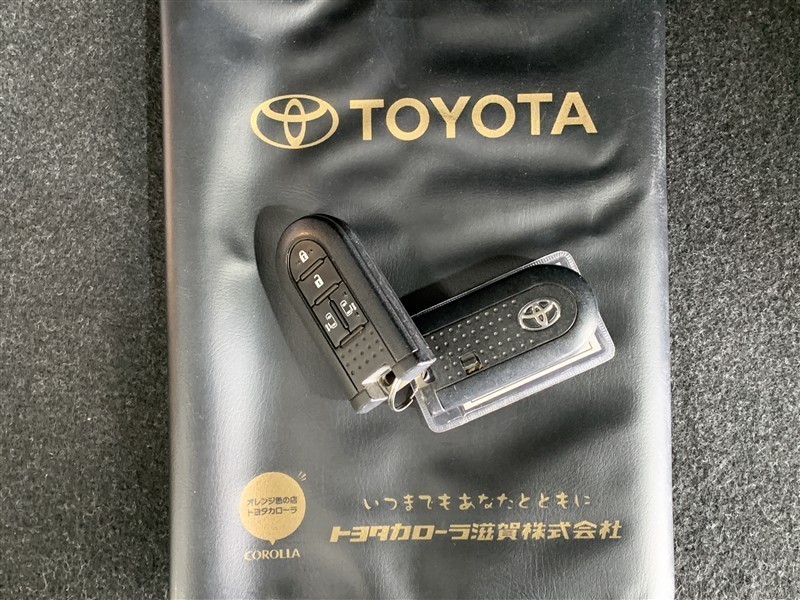 TOYOTA
オレンジ色の店
トヨタカローラ
COROLLA
いつまでもあなたとともに
トヨタカローラ滋賀株式会社